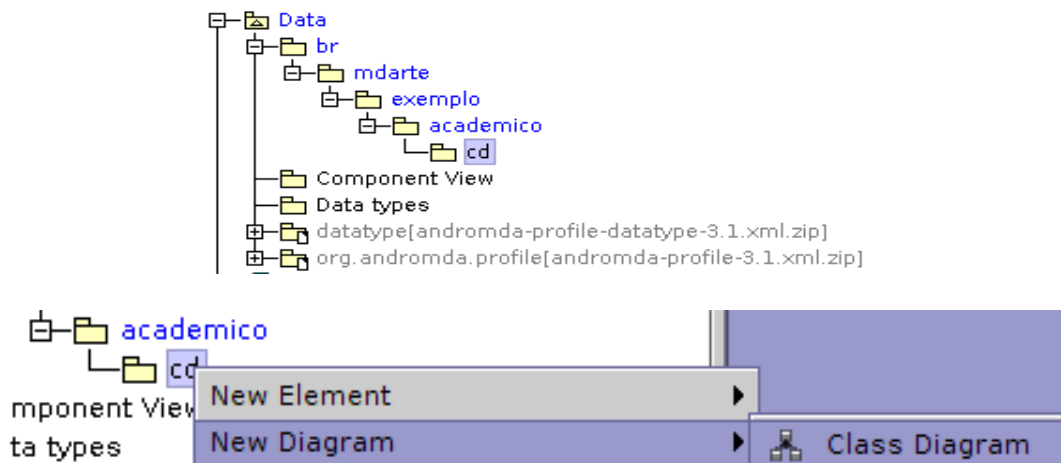 Data
br
mdarte
exemplo
academico
cd
Component View
Data types
datatype[andromda-profile-datatype-3.1.xml.zip]
org.andromda.profile[andromda-profile-3.1.xml.zip]
academico
cd
New Element
mponent View
New Diagram
Class Diagram
ta types